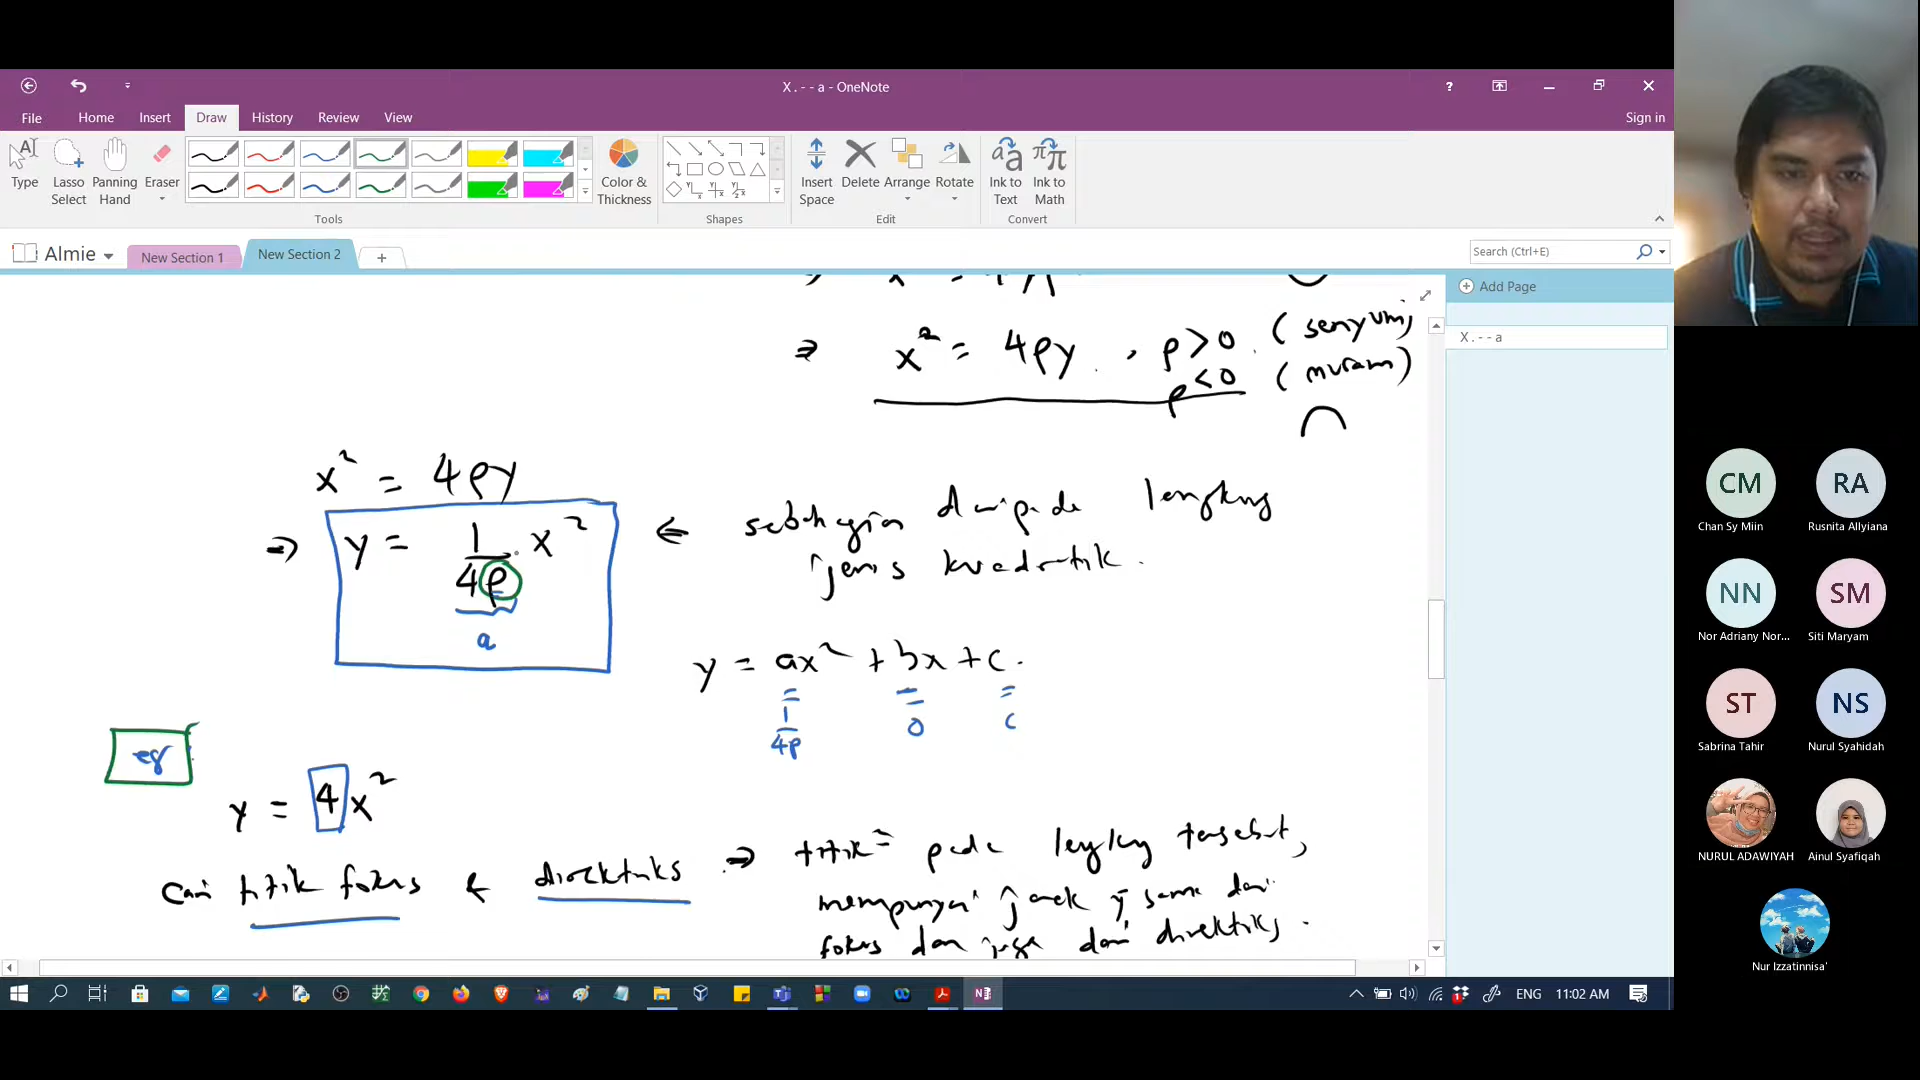 X . - - a - OneNote
File Home Insert Draw History Review View
Sign in
Type
Lasso Select
Panning Hand
Eraser
Color & Thickness
Insert Space
Delete
Arrange
Rotate
Ink to Text
Ink to Math
Tools
Shapes
Edit
Convert
Almie
New Section 1
New Section 2
Search (Ctrl+E)
Add Page
X . - - a
⇒ x² = 4py , p>0 (senyum)
p<0 (muram)
x² = 4py
⇒ y = 1/4p x² ← sebahagian daripada lengkung
jenis kuadratik.
a
y = ax² + bx + c.
1/4p 0 c
eg
y = 4x²
cari titik fokus & direktriks ⇒ titik² pada lengkung tersebut,
mempunyai jarak yg sama dari
fokus dan juga dari direktriks.
CM
Chan Sy Miin
RA
Rusnita Allyiana
NN
Nor Adriany Nor...
SM
Siti Maryam
ST
Sabrina Tahir
NS
Nurul Syahidah
NURUL ADAWIYAH
Ainul Syafiqah
Nur Izzatinnisa'
ENG 11:02 AM